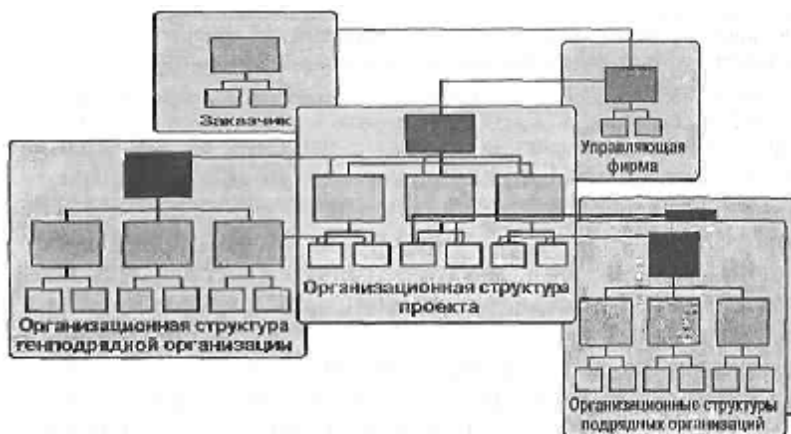 Заказчик
Управляющая
фирма
Организационная структура
проекта
Организационная структура
генподрядной организации
Организационные структуры
подрядных организаций